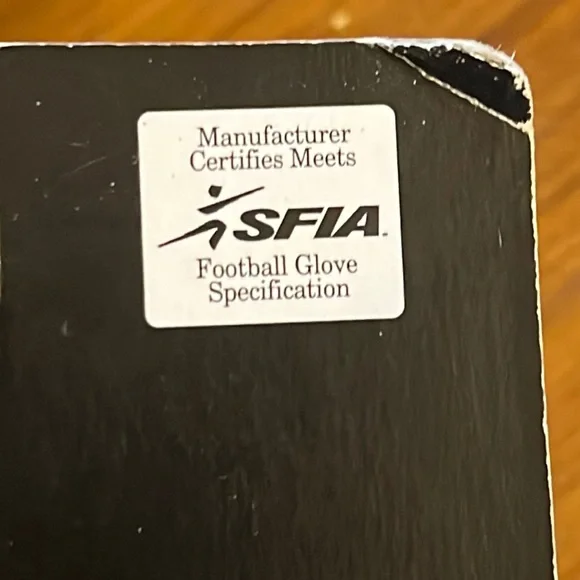 Manufacturer
Certifies Meets
SFIA
Football Glove
Specification